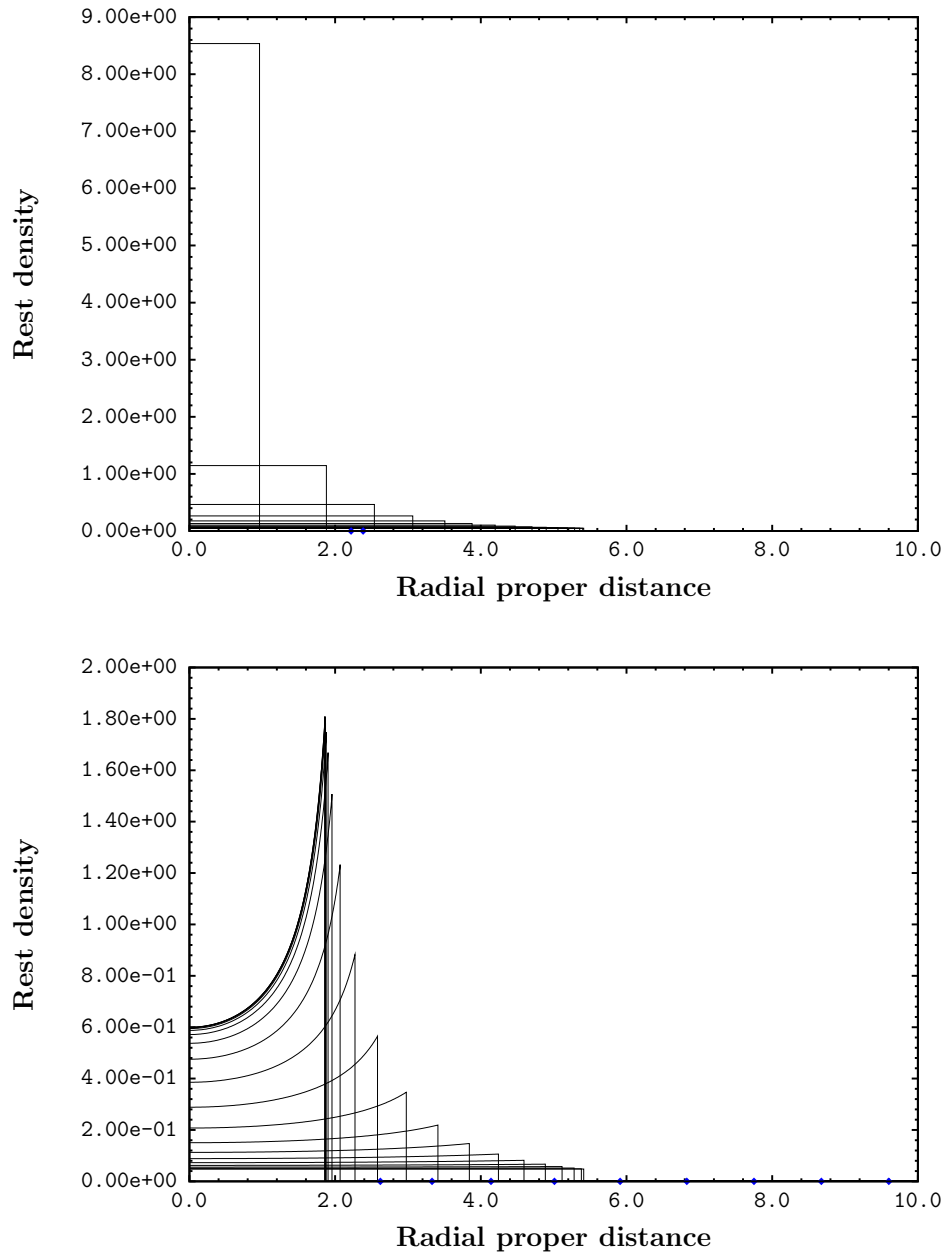 9.00e+00
8.00e+00
7.00e+00
6.00e+00
5.00e+00
4.00e+00
3.00e+00
2.00e+00
1.00e+00
0.00e+00
Rest density
0.0 2.0 4.0 6.0 8.0 10.0
Radial proper distance
2.00e+00
1.80e+00
1.60e+00
1.40e+00
1.20e+00
1.00e+00
8.00e-01
6.00e-01
4.00e-01
2.00e-01
0.00e+00
Rest density
0.0 2.0 4.0 6.0 8.0 10.0
Radial proper distance